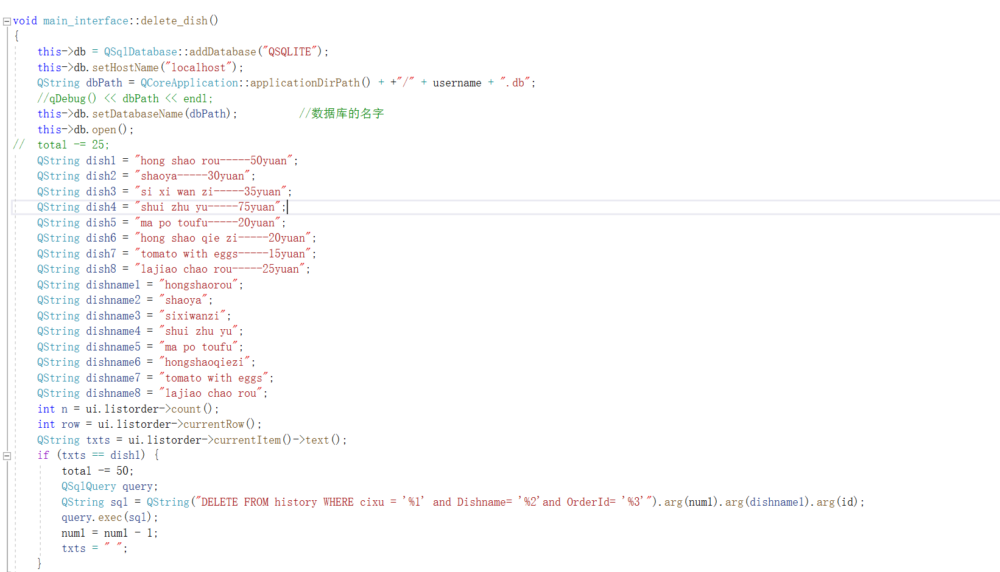 void main_interface::delete_dish()
{
    this->db = QSqlDatabase::addDatabase("QSQLITE");
    this->db.setHostName("localhost");
    QString dbPath = QCoreApplication::applicationDirPath() + +"/" + username + ".db";
    //qDebug() << dbPath << endl;
    this->db.setDatabaseName(dbPath);          //数据库的名字
    this->db.open();
//  total -= 25;
    QString dish1 = "hong shao rou-----50yuan";
    QString dish2 = "shaoya-----30yuan";
    QString dish3 = "si xi wan zi-----35yuan";
    QString dish4 = "shui zhu yu-----75yuan";
    QString dish5 = "ma po toufu-----20yuan";
    QString dish6 = "hong shao qie zi-----20yuan";
    QString dish7 = "tomato with eggs-----15yuan";
    QString dish8 = "lajiao chao rou-----25yuan";
    QString dishname1 = "hongshaorou";
    QString dishname2 = "shaoya";
    QString dishname3 = "sixiwanzi";
    QString dishname4 = "shui zhu yu";
    QString dishname5 = "ma po toufu";
    QString dishname6 = "hongshaoqiezi";
    QString dishname7 = "tomato with eggs";
    QString dishname8 = "lajiao chao rou";
    int n = ui.listorder->count();
    int row = ui.listorder->currentRow();
    QString txts = ui.listorder->currentItem()->text();
    if (txts == dish1) {
        total -= 50;
        QSqlQuery query;
        QString sql = QString("DELETE FROM history WHERE cixu = '%1' and Dishname= '%2'and OrderId= '%3'").arg(num1).arg(dishname1).arg(id);
        query.exec(sql);
        num1 = num1 - 1;
        txts = " ";
    }